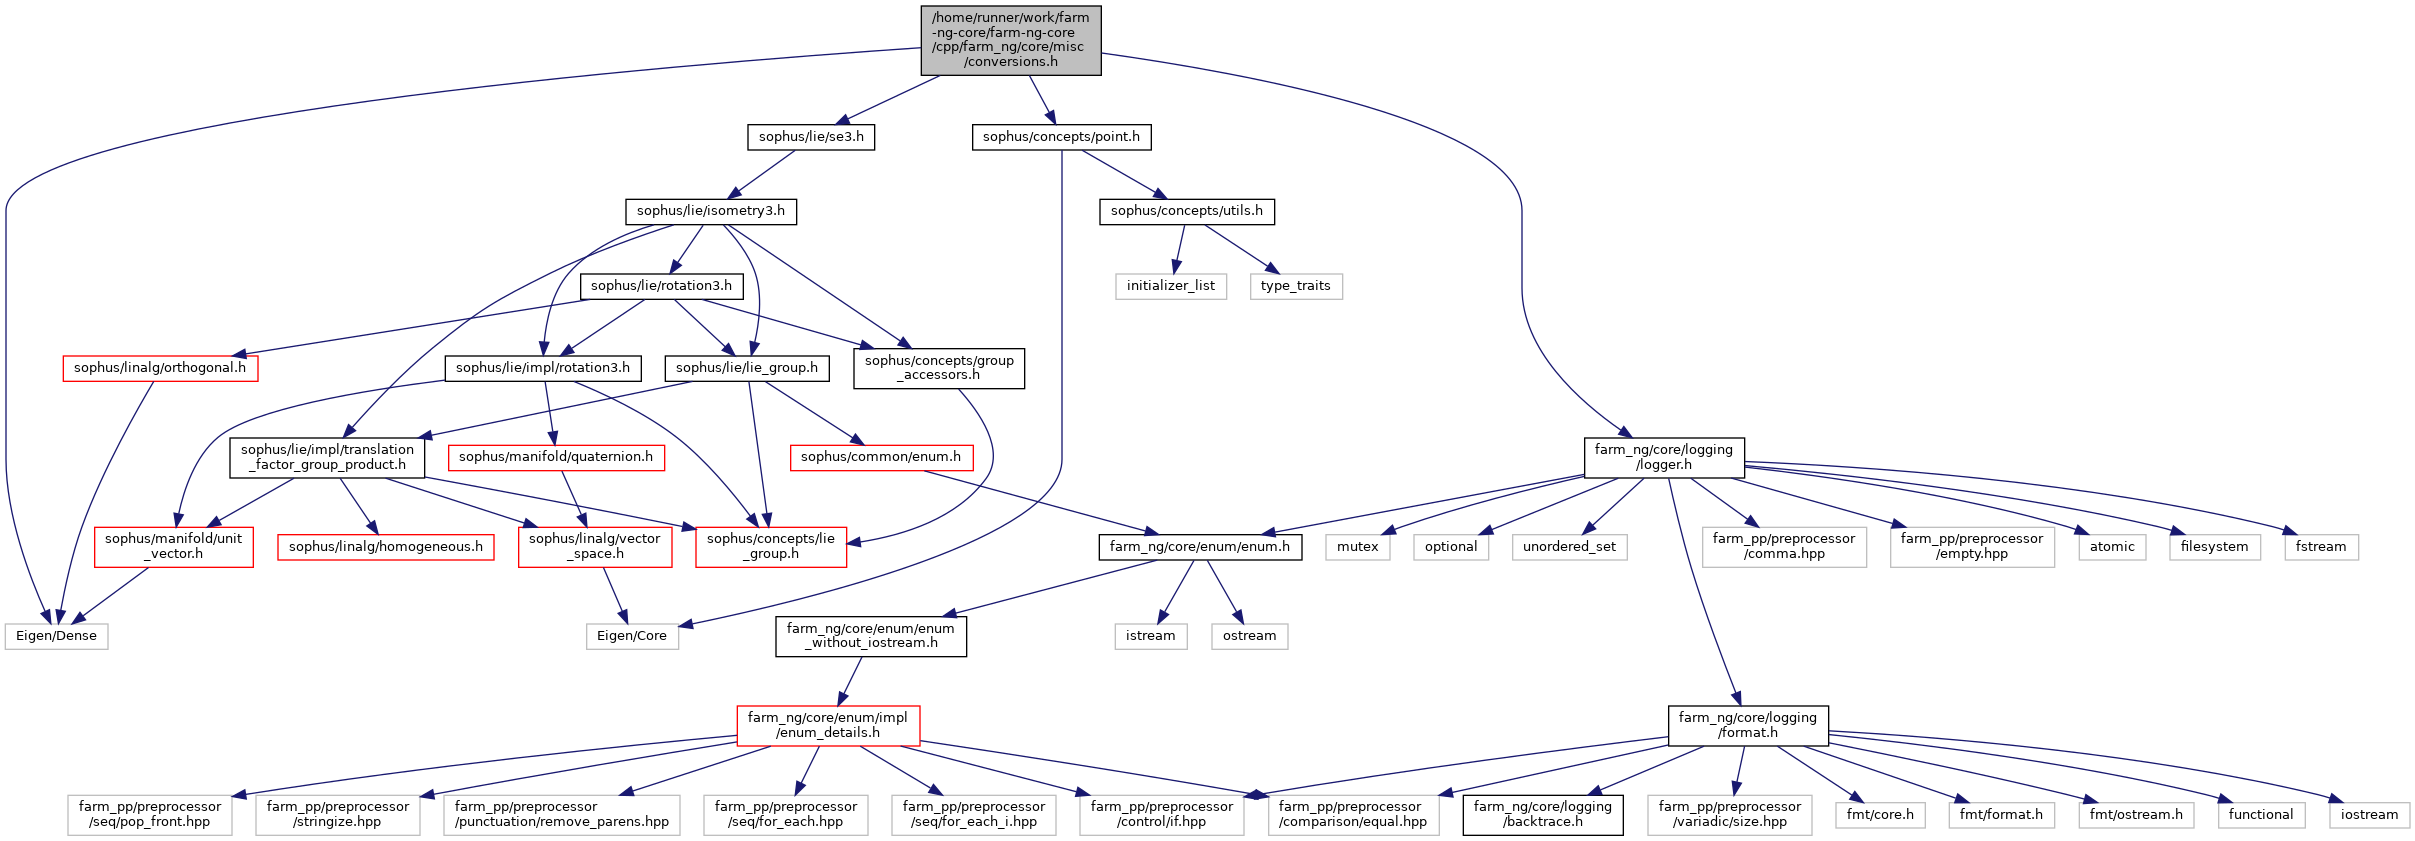 /home/runner/work/farm
-ng-core/farm-ng-core
/cpp/farm_ng/core/misc
/conversions.h
sophus/lie/se3.h
sophus/concepts/point.h
sophus/lie/isometry3.h
sophus/concepts/utils.h
sophus/lie/rotation3.h
initializer_list
type_traits
sophus/linalg/orthogonal.h
sophus/lie/impl/rotation3.h
sophus/lie/lie_group.h
sophus/concepts/group
_accessors.h
sophus/lie/impl/translation
_factor_group_product.h
sophus/manifold/quaternion.h
sophus/common/enum.h
farm_ng/core/logging
/logger.h
sophus/manifold/unit
_vector.h
sophus/linalg/homogeneous.h
sophus/linalg/vector
_space.h
sophus/concepts/lie
_group.h
farm_ng/core/enum/enum.h
mutex
optional
unordered_set
farm_pp/preprocessor
/comma.hpp
farm_pp/preprocessor
/empty.hpp
atomic
filesystem
fstream
Eigen/Dense
Eigen/Core
farm_ng/core/enum/enum
_without_iostream.h
istream
ostream
farm_ng/core/enum/impl
/enum_details.h
farm_ng/core/logging
/format.h
farm_pp/preprocessor
/seq/pop_front.hpp
farm_pp/preprocessor
/stringize.hpp
farm_pp/preprocessor
/punctuation/remove_parens.hpp
farm_pp/preprocessor
/seq/for_each.hpp
farm_pp/preprocessor
/seq/for_each_i.hpp
farm_pp/preprocessor
/control/if.hpp
farm_pp/preprocessor
/comparison/equal.hpp
farm_ng/core/logging
/backtrace.h
farm_pp/preprocessor
/variadic/size.hpp
fmt/core.h
fmt/format.h
fmt/ostream.h
functional
iostream